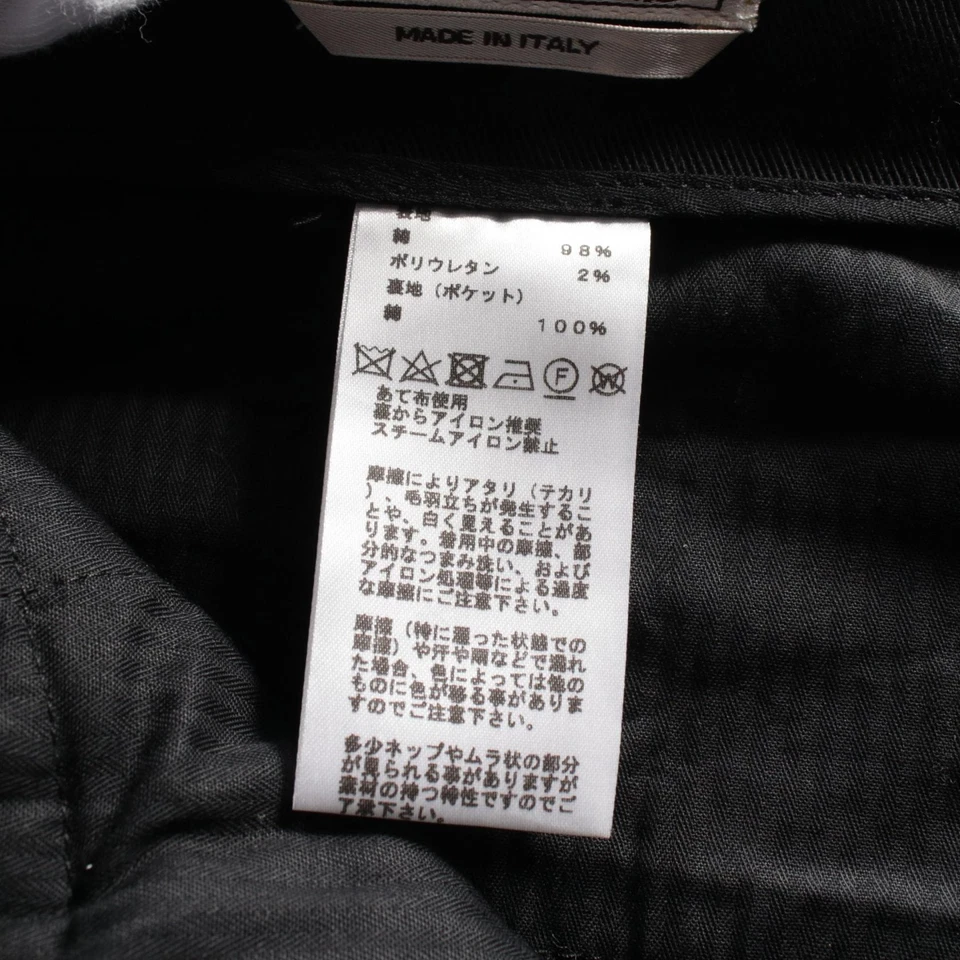 MADE IN ITALY
表地
綿 98%
ポリウレタン 2%
裏地（ポケット）
綿 100%
F W
あて布使用
裏からアイロン推奨
スチームアイロン禁止
摩擦によりアタリ（テカリ
）、毛羽立ちが発生するこ
とや、白く見えることがあ
ります。着用中の摩擦、部
分的なつまみ洗い、および
アイロン処理等による過度
な摩擦にご注意下さい。
摩擦（特に湿った状態での
摩擦）や汗や雨などで濡れ
た場合、色によっては他の
ものに色が移る事がありま
すのでご注意下さい。
多少ネップやムラ状の部分
が見られる事がありますが
素材の持つ特性ですのでご
了承下さい。